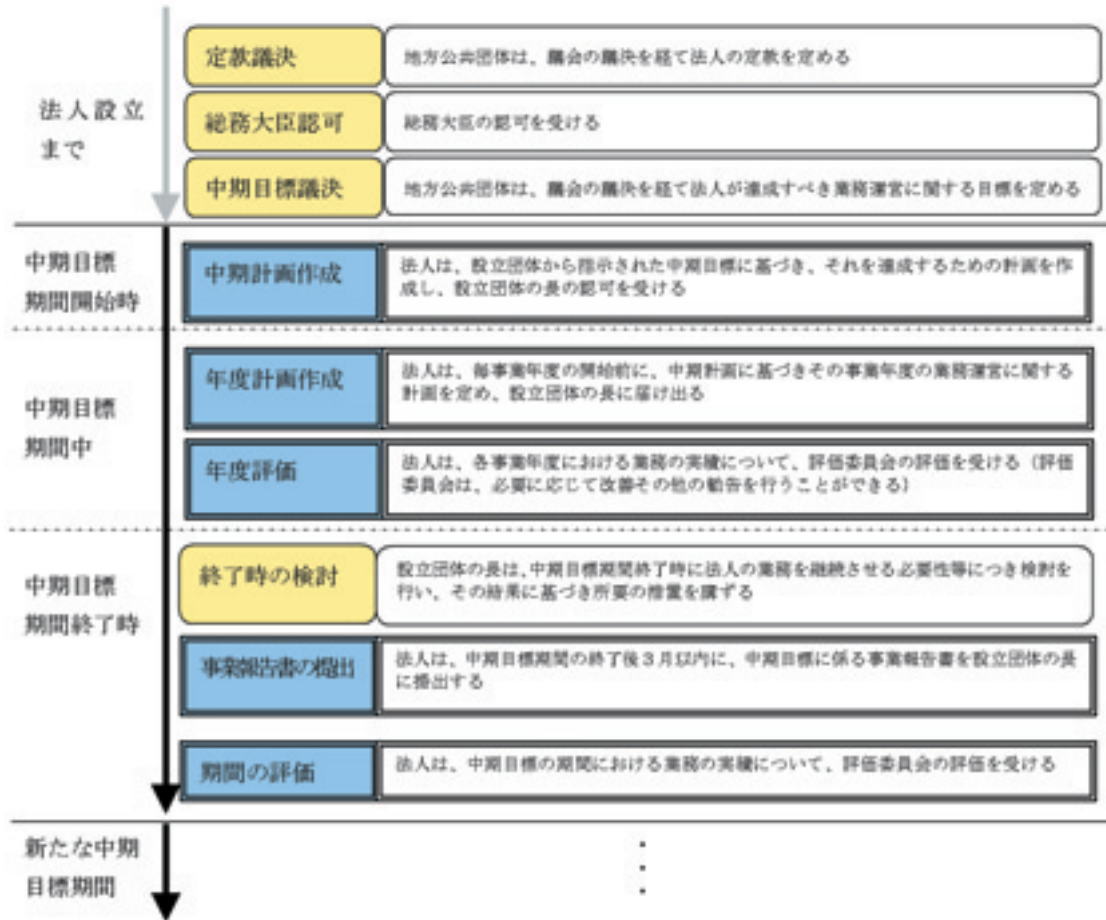 法人設立
まで
定款議決
地方公共団体は、議会の議決を経て法人の定款を定める
総務大臣認可
総務大臣の認可を受ける
中期目標議決
地方公共団体は、議会の議決を経て法人が達成すべき業務運営に関する目標を定める
中期目標
期間開始時
中期計画作成
法人は、設立団体から指示された中期目標に基づき、それを達成するための計画を作
成し、設立団体の長の認可を受ける
中期目標
期間中
年度計画作成
法人は、毎事業年度の開始前に、中期計画に基づきその事業年度の業務運営に関する
計画を定め、設立団体の長に届け出る
年度評価
法人は、各事業年度における業務の実績について、評価委員会の評価を受ける（評価
委員会は、必要に応じて改善その他の勧告を行うことができる）
中期目標
期間終了時
終了時の検討
設立団体の長は、中期目標期間終了時に法人の業務を継続させる必要性等につき検討を
行い、その結果に基づき所要の措置を講ずる
事業報告書の提出
法人は、中期目標期間の終了後３月以内に、中期目標に係る事業報告書を設立団体の長
に提出する
期間の評価
法人は、中期目標の期間における業務の実績について、評価委員会の評価を受ける
新たな中期
目標期間